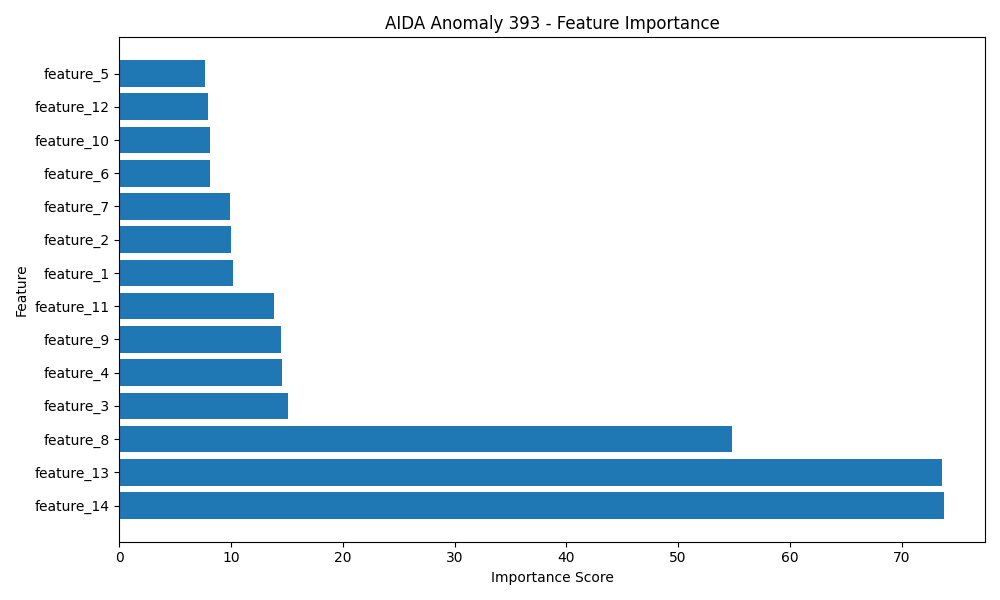 AIDA Anomaly 393 - Feature Importance
feature_5
feature_12
feature_10
feature_6
feature_7
feature_2
feature_1
feature_11
feature_9
feature_4
feature_3
feature_8
feature_13
feature_14
Feature
0 10 20 30 40 50 60 70
Importance Score